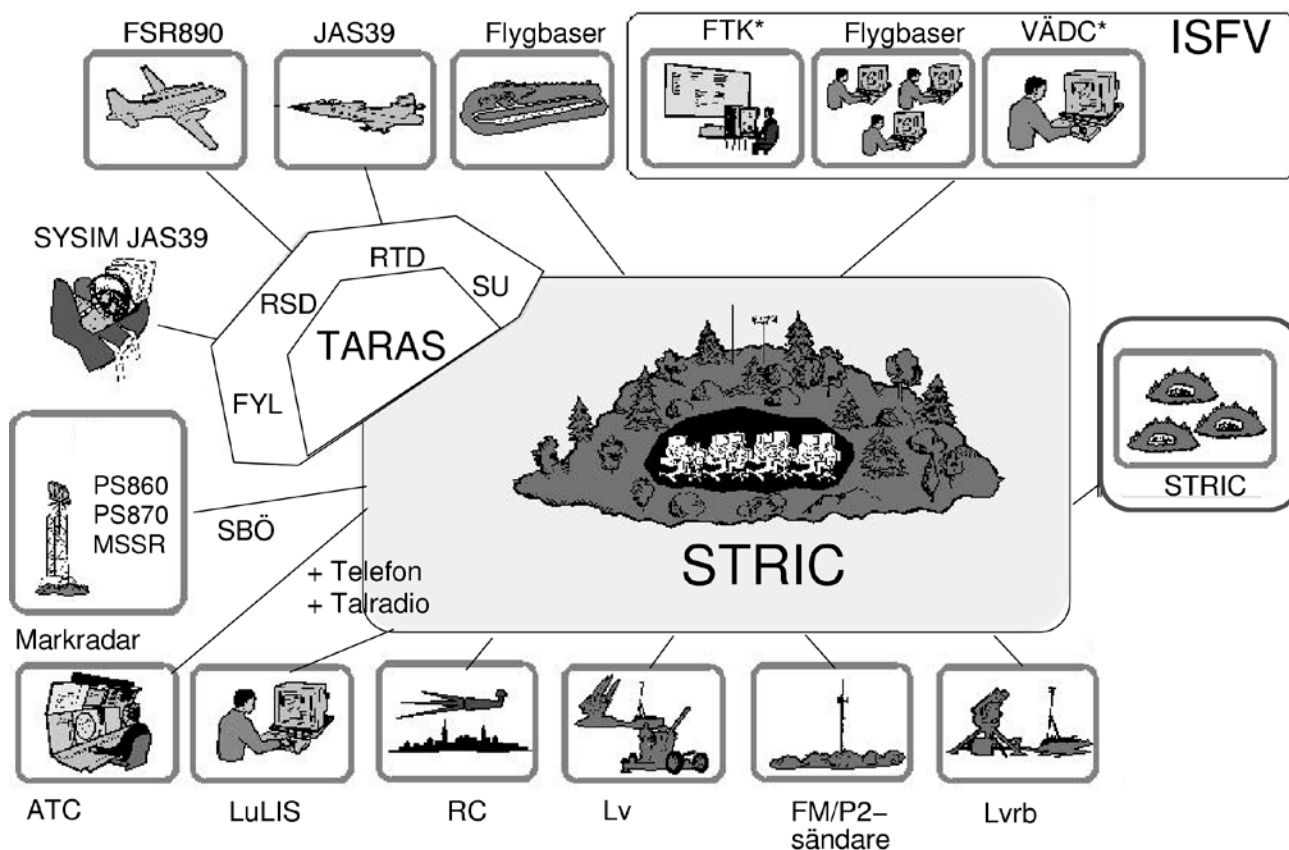 FSR890
JAS39
Flygbaser
FTK*
Flygbaser
VÄDC*
ISFV
SYSIM JAS39
RTD
SU
RSD
TARAS
FYL
PS860
PS870
MSSR
SBÖ
STRIC
STRIC
+ Telefon
+ Talradio
Markradar
ATC
LuLIS
RC
Lv
FM/P2–
sändare
Lvrb